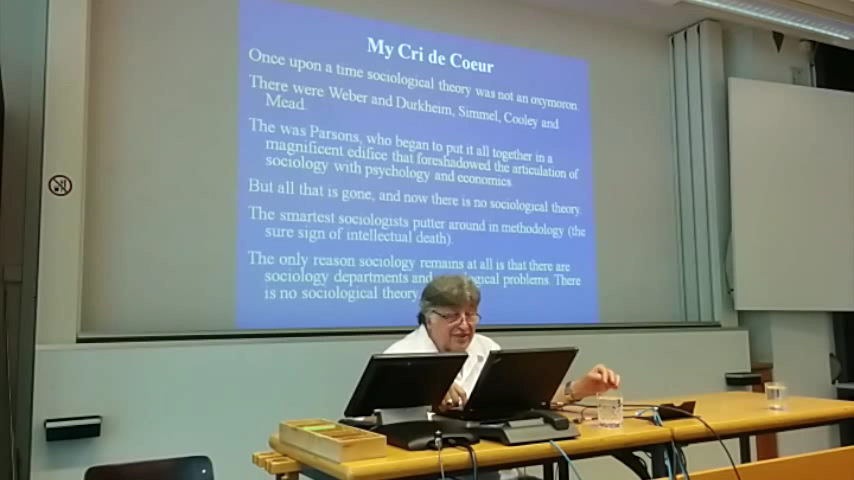 My Cri de Coeur
Once upon a time sociological theory was not an oxymoron.
There were Weber and Durkheim, Simmel, Cooley and
Mead.
The was Parsons, who began to put it all together in a
magnificent edifice that foreshadowed the articulation of
sociology with psychology and economics.
But all that is gone, and now there is no sociological theory.
The smartest sociologists putter around in methodology (the
sure sign of intellectual death).
The only reason sociology remains at all is that there are
sociology departments and problems. There
is no sociological theory